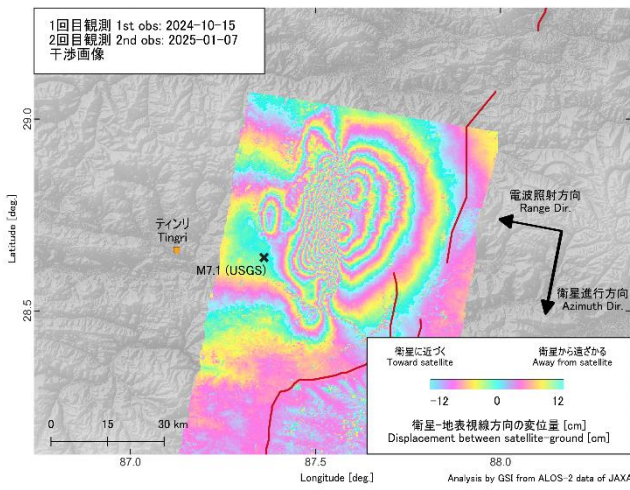 1回目観測 1st obs: 2024-10-15
2回目観測 2nd obs: 2025-01-07
干渉画像
29.0
28.5
Latitude [deg.]
ティンリ
Tingri
M7.1 (USGS)
電波照射方向
Range Dir.
衛星進行方向
Azimuth Dir.
衛星に近づく 衛星から遠ざかる
Toward satellite Away from satellite
-12 0 12
衛星-地表視線方向の変位量 [cm]
Displacement between satellite-ground [cm]
0 15 30 km
87.0 87.5 88.0
Longitude [deg.]
Analysis by GSI from ALOS-2 data of JAXA